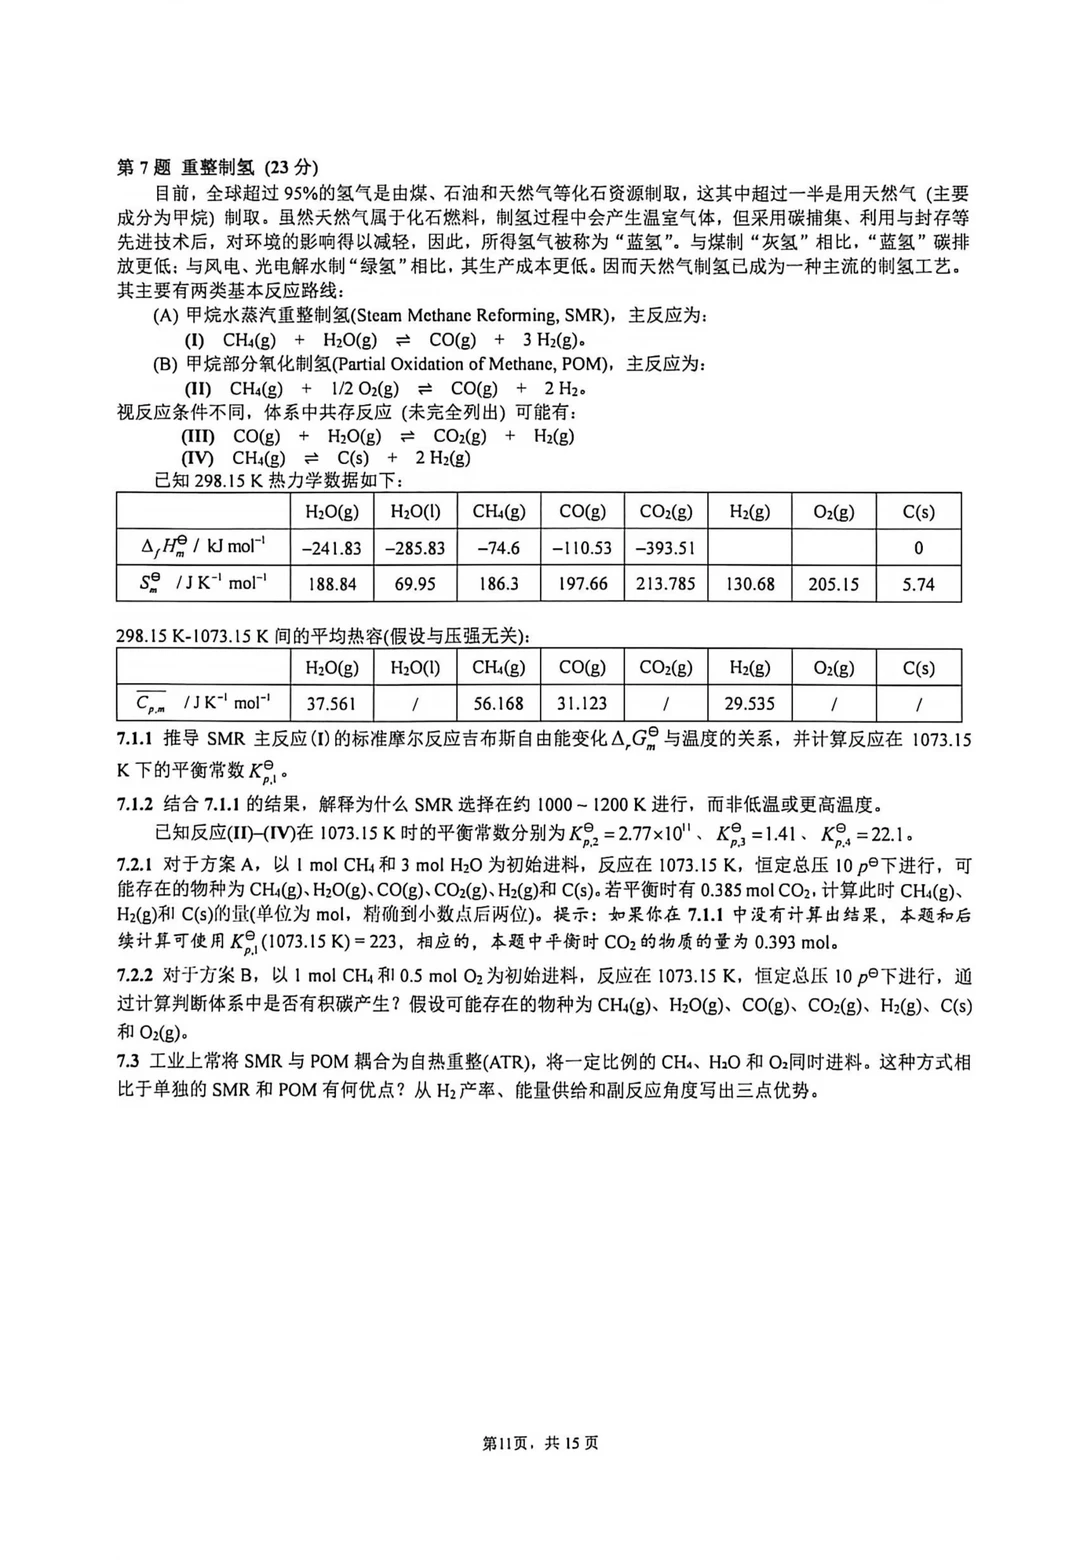 第 7 题 重整制氢 (23 分)
目前，全球超过 95%的氢气是由煤、石油和天然气等化石资源制取，这其中超过一半是用天然气 (主要
成分为甲烷) 制取。虽然天然气属于化石燃料，制氢过程中会产生温室气体，但采用碳捕集、利用与封存等
先进技术后，对环境的影响得以减轻，因此，所得氢气被称为“蓝氢”。与煤制“灰氢”相比，“蓝氢”碳排
放更低；与风电、光电解水制“绿氢”相比，其生产成本更低。因而天然气制氢已成为一种主流的制氢工艺。
其主要有两类基本反应路线：
(A) 甲烷水蒸汽重整制氢(Steam Methane Reforming, SMR)，主反应为：
(I) CH₄(g) + H₂O(g) ⇌ CO(g) + 3 H₂(g)。
(B) 甲烷部分氧化制氢(Partial Oxidation of Methane, POM)，主反应为：
(II) CH₄(g) + 1/2 O₂(g) ⇌ CO(g) + 2 H₂。
视反应条件不同，体系中共存反应 (未完全列出) 可能有：
(III) CO(g) + H₂O(g) ⇌ CO₂(g) + H₂(g)
(IV) CH₄(g) ⇌ C(s) + 2 H₂(g)
已知 298.15 K 热力学数据如下：
H₂O(g) H₂O(l) CH₄(g) CO(g) CO₂(g) H₂(g) O₂(g) C(s)
ΔfHm⊖ / kJ mol⁻¹ −241.83 −285.83 −74.6 −110.53 −393.51 0
Sm⊖ /J K⁻¹ mol⁻¹ 188.84 69.95 186.3 197.66 213.785 130.68 205.15 5.74
298.15 K-1073.15 K 间的平均热容(假设与压强无关)：
H₂O(g) H₂O(l) CH₄(g) CO(g) CO₂(g) H₂(g) O₂(g) C(s)
Cp,m /J K⁻¹ mol⁻¹ 37.561 / 56.168 31.123 / 29.535 / /
7.1.1 推导 SMR 主反应(I)的标准摩尔反应吉布斯自由能变化ΔrGm⊖与温度的关系，并计算反应在 1073.15
K 下的平衡常数 Kp,1⊖。
7.1.2 结合 7.1.1 的结果，解释为什么 SMR 选择在约 1000 ~ 1200 K 进行，而非低温或更高温度。
已知反应(II)–(IV)在 1073.15 K 时的平衡常数分别为 Kp,2⊖ = 2.77×10¹¹、Kp,3⊖ = 1.41、Kp,4⊖ = 22.1。
7.2.1 对于方案 A，以 1 mol CH₄ 和 3 mol H₂O 为初始进料，反应在 1073.15 K，恒定总压 10 p⊖下进行，可
能存在的物种为 CH₄(g)、H₂O(g)、CO(g)、CO₂(g)、H₂(g)和 C(s)。若平衡时有 0.385 mol CO₂，计算此时 CH₄(g)、
H₂(g)和 C(s)的量(单位为 mol，精确到小数点后两位)。提示：如果你在 7.1.1 中没有计算出结果，本题和后
续计算可使用 Kp,1⊖(1073.15 K) = 223，相应的，本题中平衡时 CO₂ 的物质的量为 0.393 mol。
7.2.2 对于方案 B，以 1 mol CH₄ 和 0.5 mol O₂ 为初始进料，反应在 1073.15 K，恒定总压 10 p⊖下进行，通
过计算判断体系中是否有积碳产生？假设可能存在的物种为 CH₄(g)、H₂O(g)、CO(g)、CO₂(g)、H₂(g)、C(s)
和 O₂(g)。
7.3 工业上常将 SMR 与 POM 耦合为自热重整(ATR)，将一定比例的 CH₄、H₂O 和 O₂同时进料。这种方式相
比于单独的 SMR 和 POM 有何优点？从 H₂产率、能量供给和副反应角度写出三点优势。
第11页，共 15 页